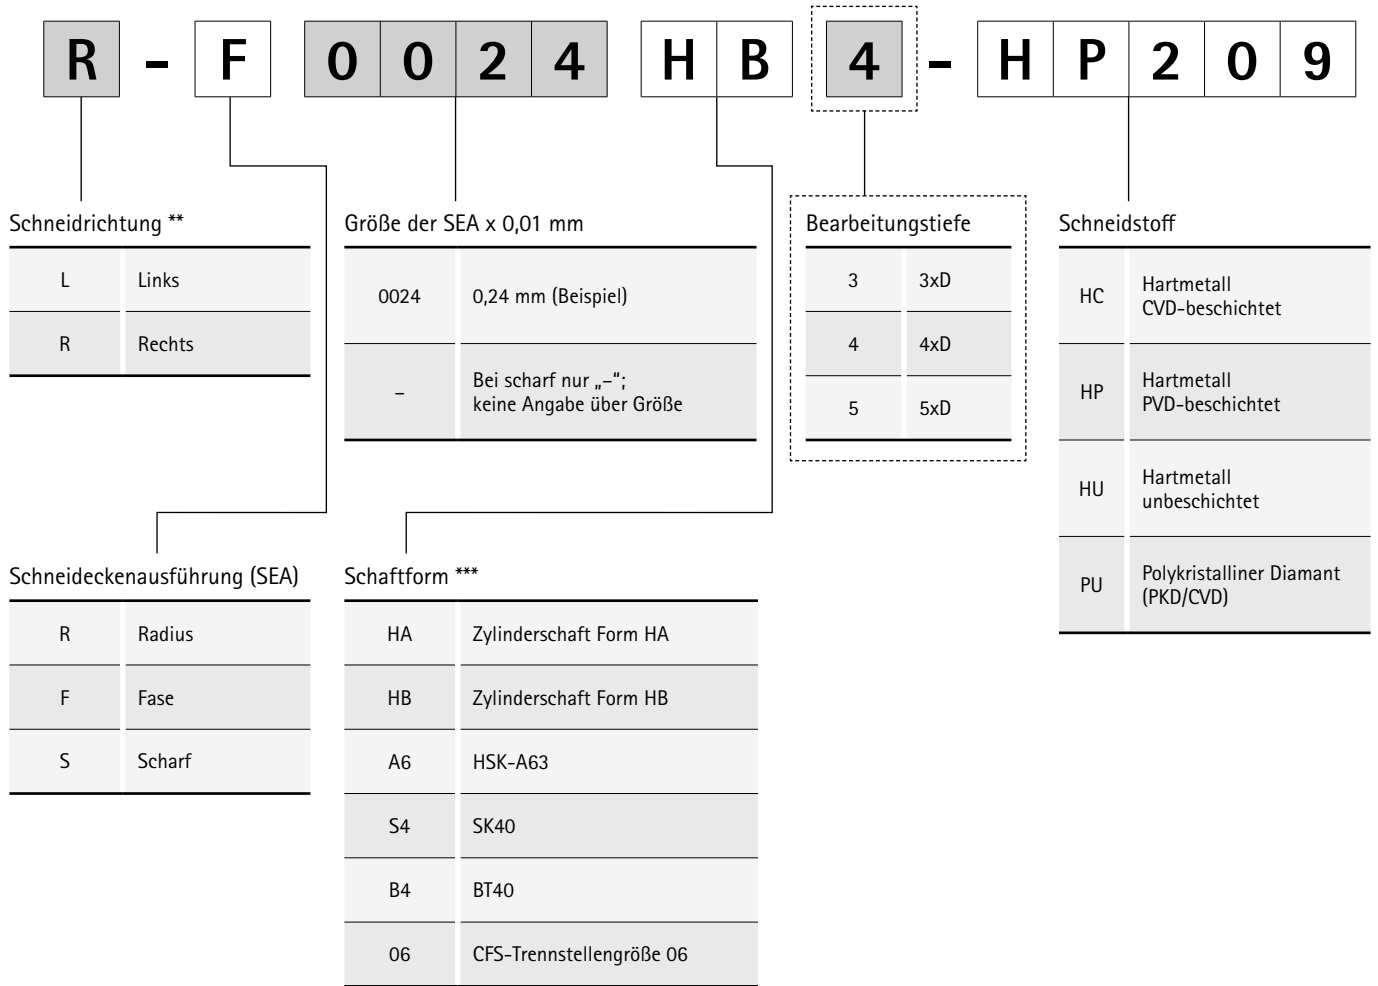 R – F 0 0 2 4 H B 4 – H P 2 0 9
Schneidrichtung **
L Links
R Rechts
Größe der SEA x 0,01 mm
0024 0,24 mm (Beispiel)
– Bei scharf nur „–“;
keine Angabe über Größe
Bearbeitungstiefe
3 3xD
4 4xD
5 5xD
Schneidstoff
HC Hartmetall
CVD-beschichtet
HP Hartmetall
PVD-beschichtet
HU Hartmetall
unbeschichtet
PU Polykristalliner Diamant
(PKD/CVD)
Schneideckenausführung (SEA)
R Radius
F Fase
S Scharf
Schaftform ***
HA Zylinderschaft Form HA
HB Zylinderschaft Form HB
A6 HSK-A63
S4 SK40
B4 BT40
06 CFS-Trennstellengröße 06